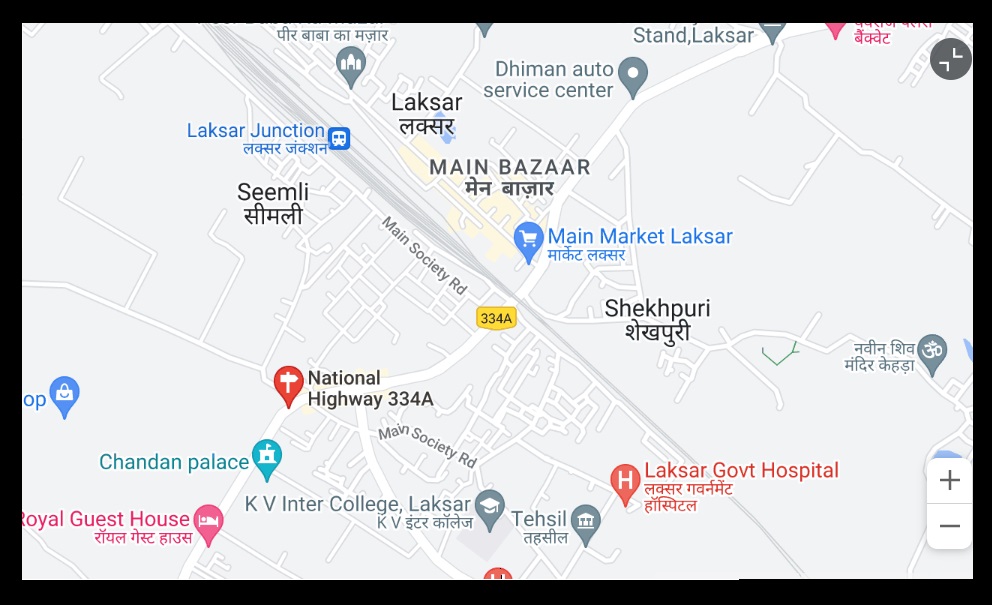 पीर बाबा का मज़ार
Stand,Laksar
बैंक्वेट
Dhiman auto
service center
Laksar
लक्सर
Laksar Junction
लक्सर जंक्शन
MAIN BAZAAR
मेन बाज़ार
Seemli
सीमली
Main Society Rd
Main Market Laksar
मार्केट लक्सर
334A
Shekhpuri
शेखपुरी
नवीन शिव
मंदिर केहड़ा
National
Highway 334A
op
Main Society Rd
Chandan palace
Laksar Govt Hospital
लक्सर गवर्नमेंट
हॉस्पिटल
K V Inter College, Laksar
K V इंटर कॉलेज
Tehsil
तहसील
Royal Guest House
रॉयल गेस्ट हाउस